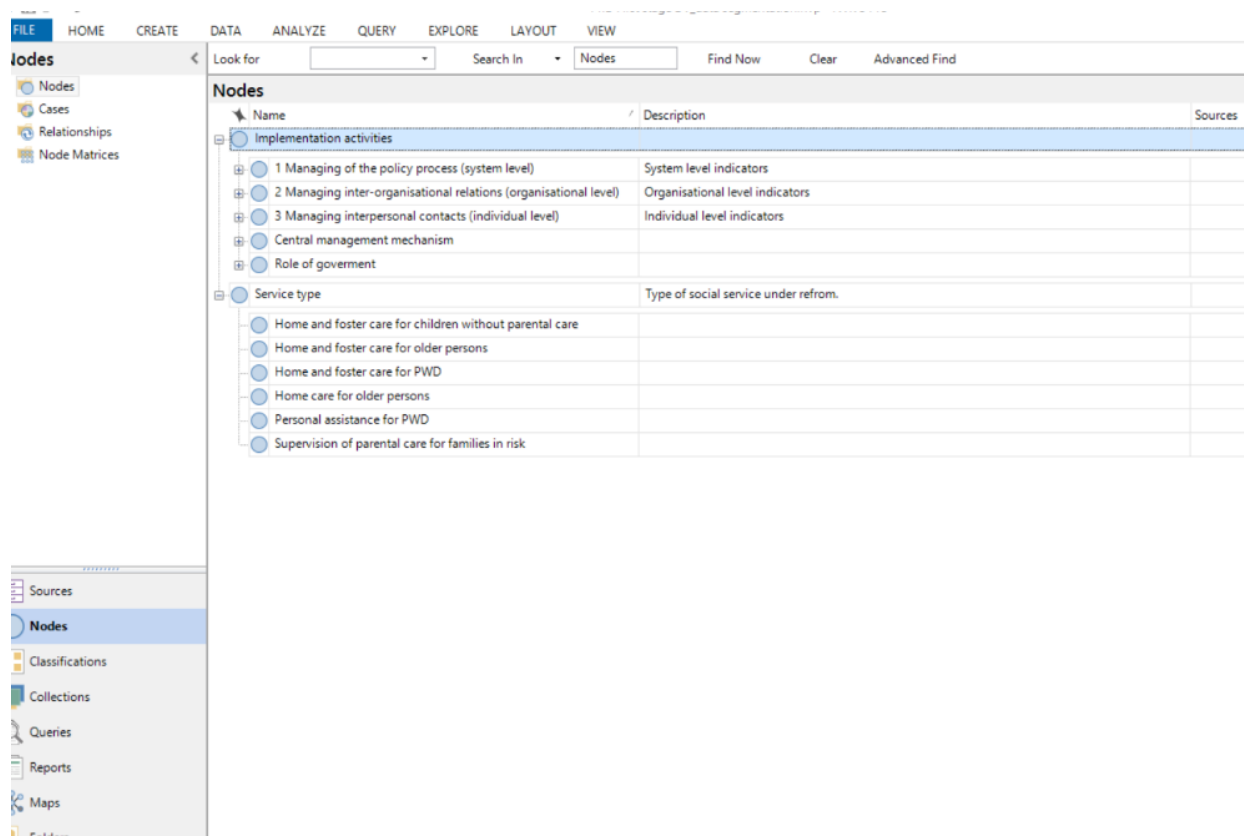 FILE HOME CREATE DATA ANALYZE QUERY EXPLORE LAYOUT VIEW
Nodes
Look for Search In Nodes Find Now Clear Advanced Find
Nodes
Cases
Relationships
Node Matrices
Nodes
Name Description Sources
Implementation activities
1 Managing of the policy process (system level) System level indicators
2 Managing inter-organisational relations (organisational level) Organisational level indicators
3 Managing interpersonal contacts (individual level) Individual level indicators
Central management mechanism
Role of goverment
Service type Type of social service under refrom.
Home and foster care for children without parental care
Home and foster care for older persons
Home and foster care for PWD
Home care for older persons
Personal assistance for PWD
Supervision of parental care for families in risk
Sources
Nodes
Classifications
Collections
Queries
Reports
Maps